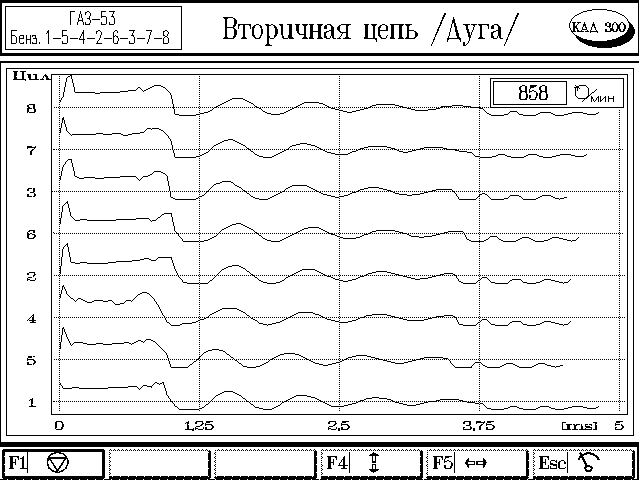 ГАЗ-53
Бенз. 1-5-4-2-6-3-7-8
Вторичная цепь /Дуга/
КАД 300
Цил
858 О/мин
8
7
3
6
2
4
5
1
0 1,25 2,5 3,75 [ms] 5
F1 F4 F5 Esc